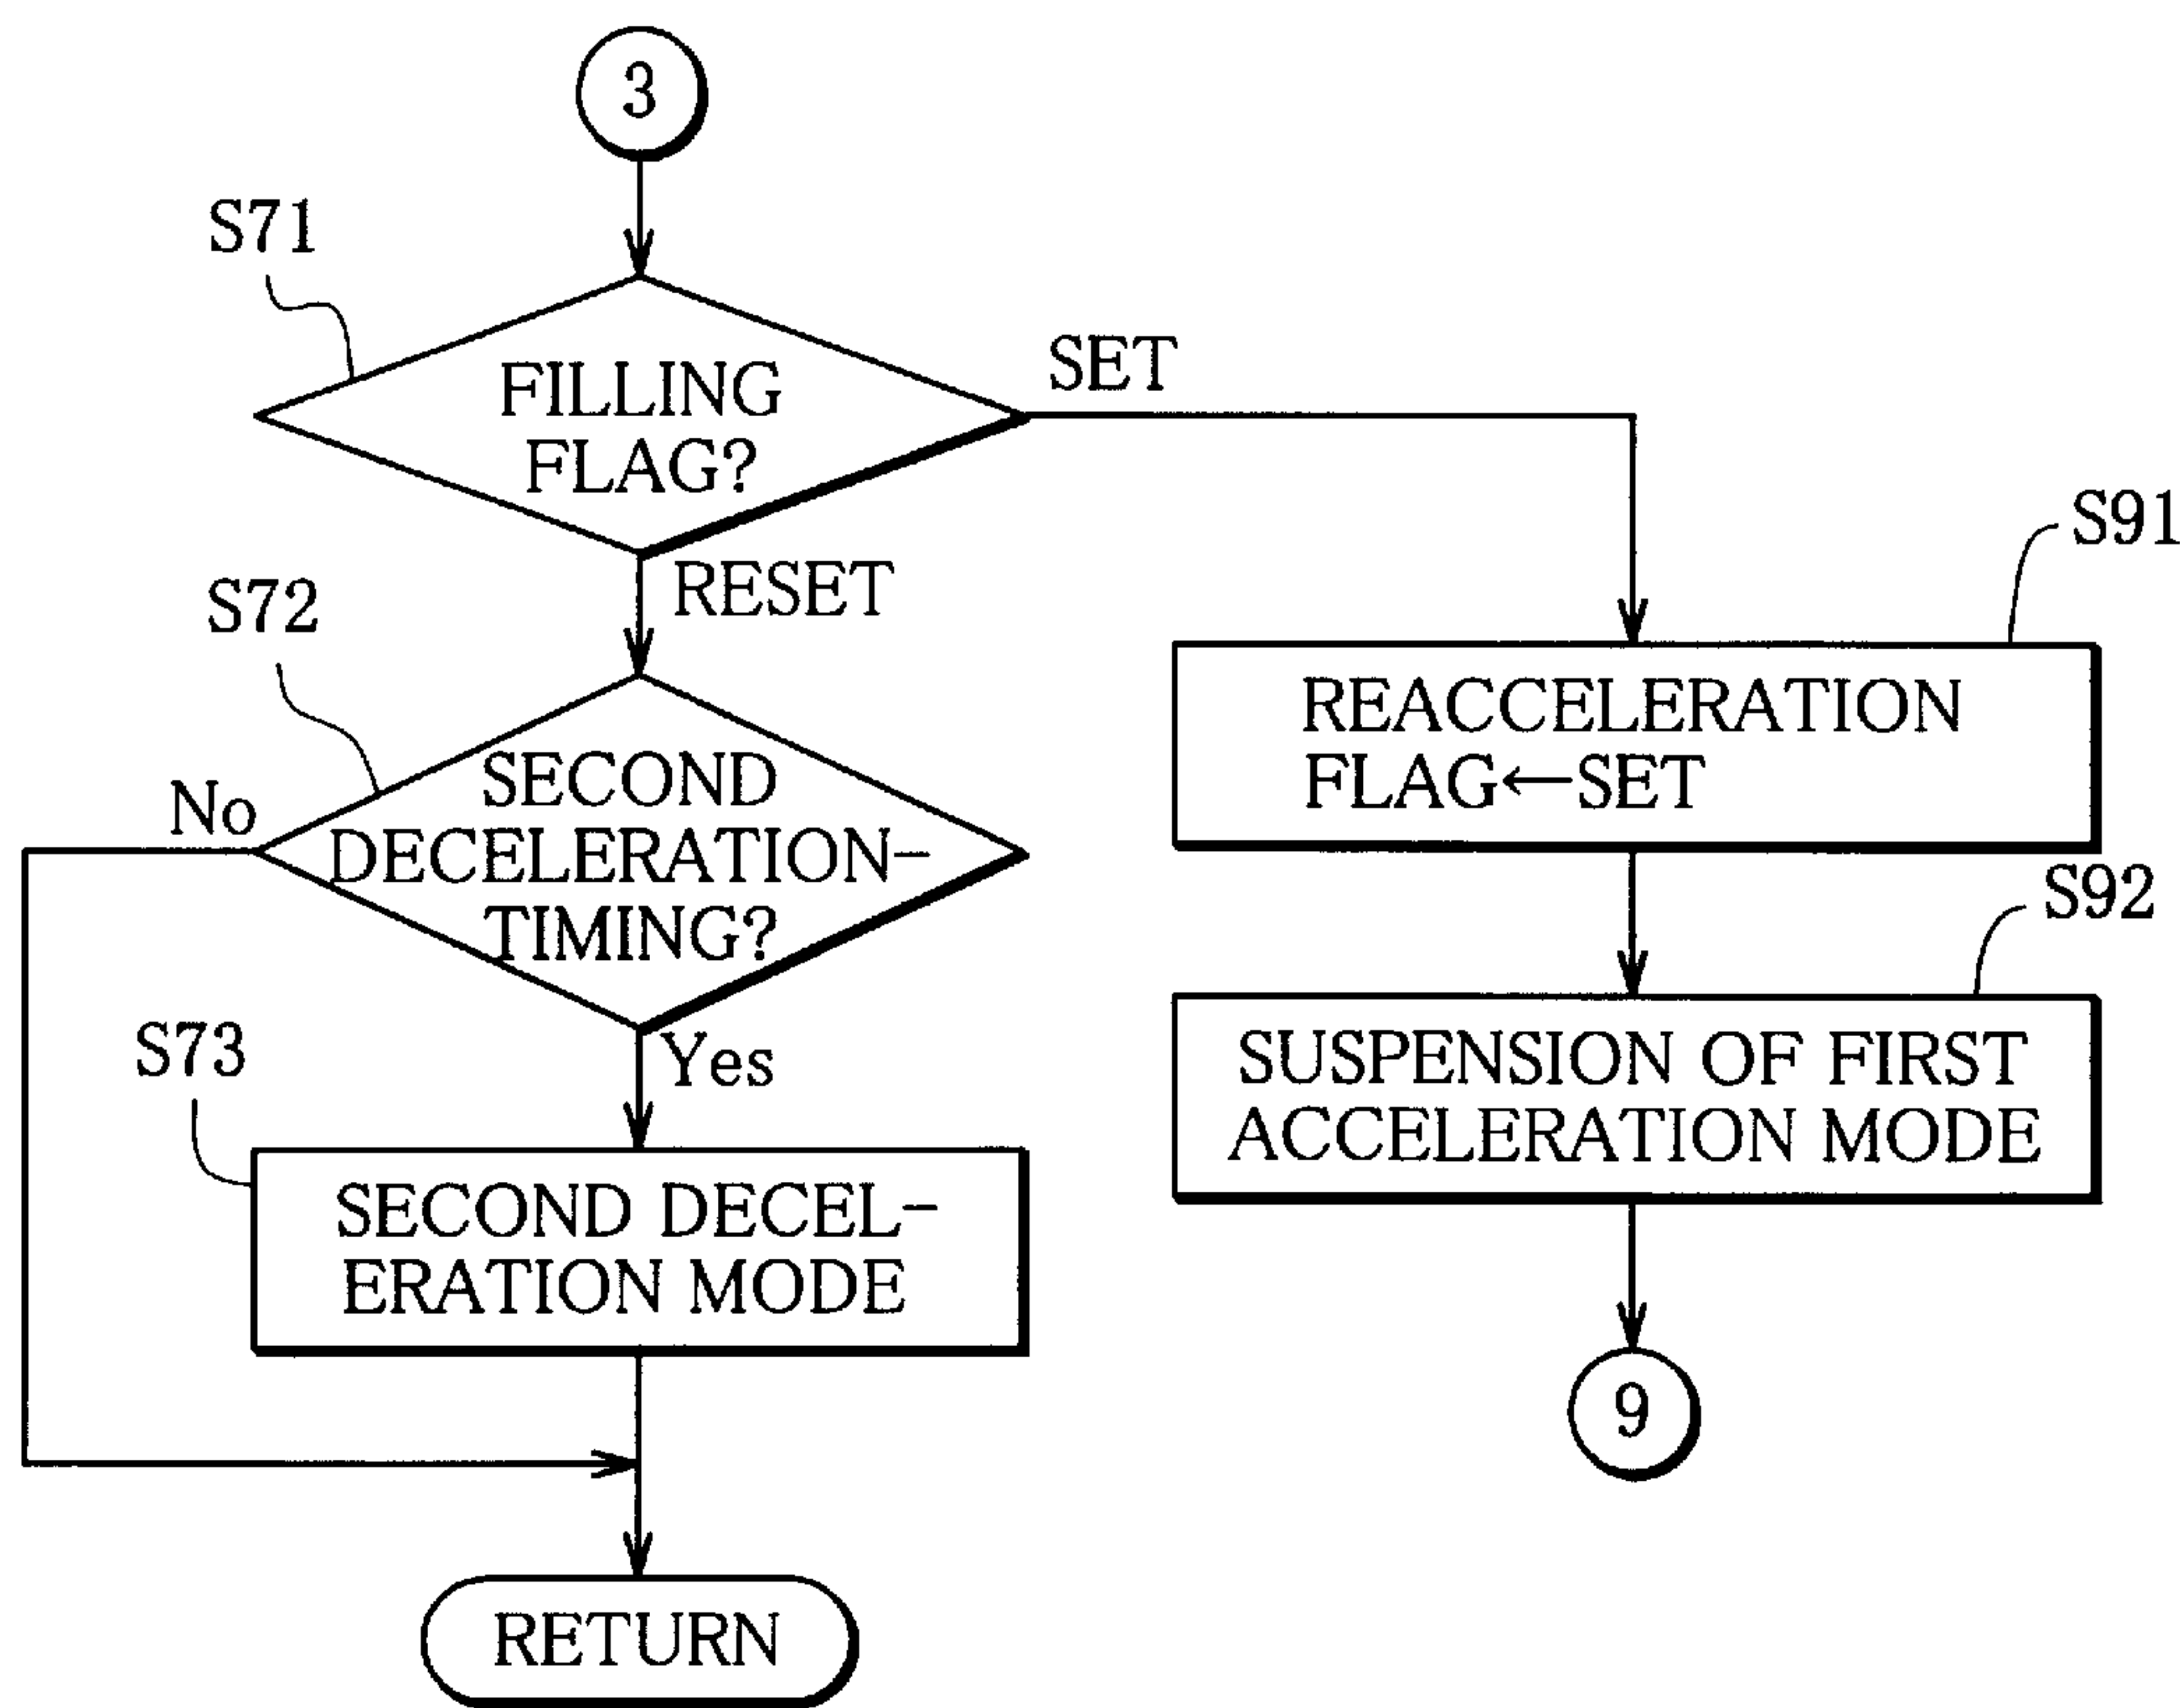 3
S71
FILLING
FLAG?
SET
RESET
S72
No
SECOND
DECELERATION-
TIMING?
Yes
S73
SECOND DECEL-
ERATION MODE
RETURN
S91
REACCELERATION
FLAG←SET
S92
SUSPENSION OF FIRST
ACCELERATION MODE
9